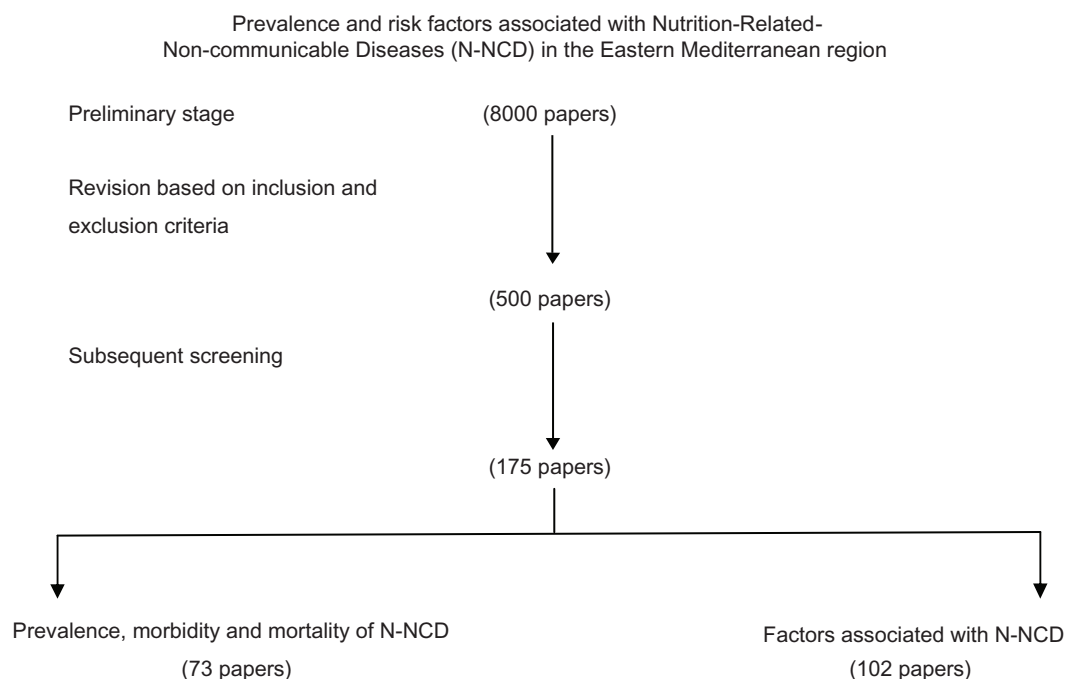 Prevalence and risk factors associated with Nutrition-Related-
Non-communicable Diseases (N-NCD) in the Eastern Mediterranean region
Preliminary stage
(8000 papers)
Revision based on inclusion and
exclusion criteria
(500 papers)
Subsequent screening
(175 papers)
Prevalence, morbidity and mortality of N-NCD
(73 papers)
Factors associated with N-NCD
(102 papers)